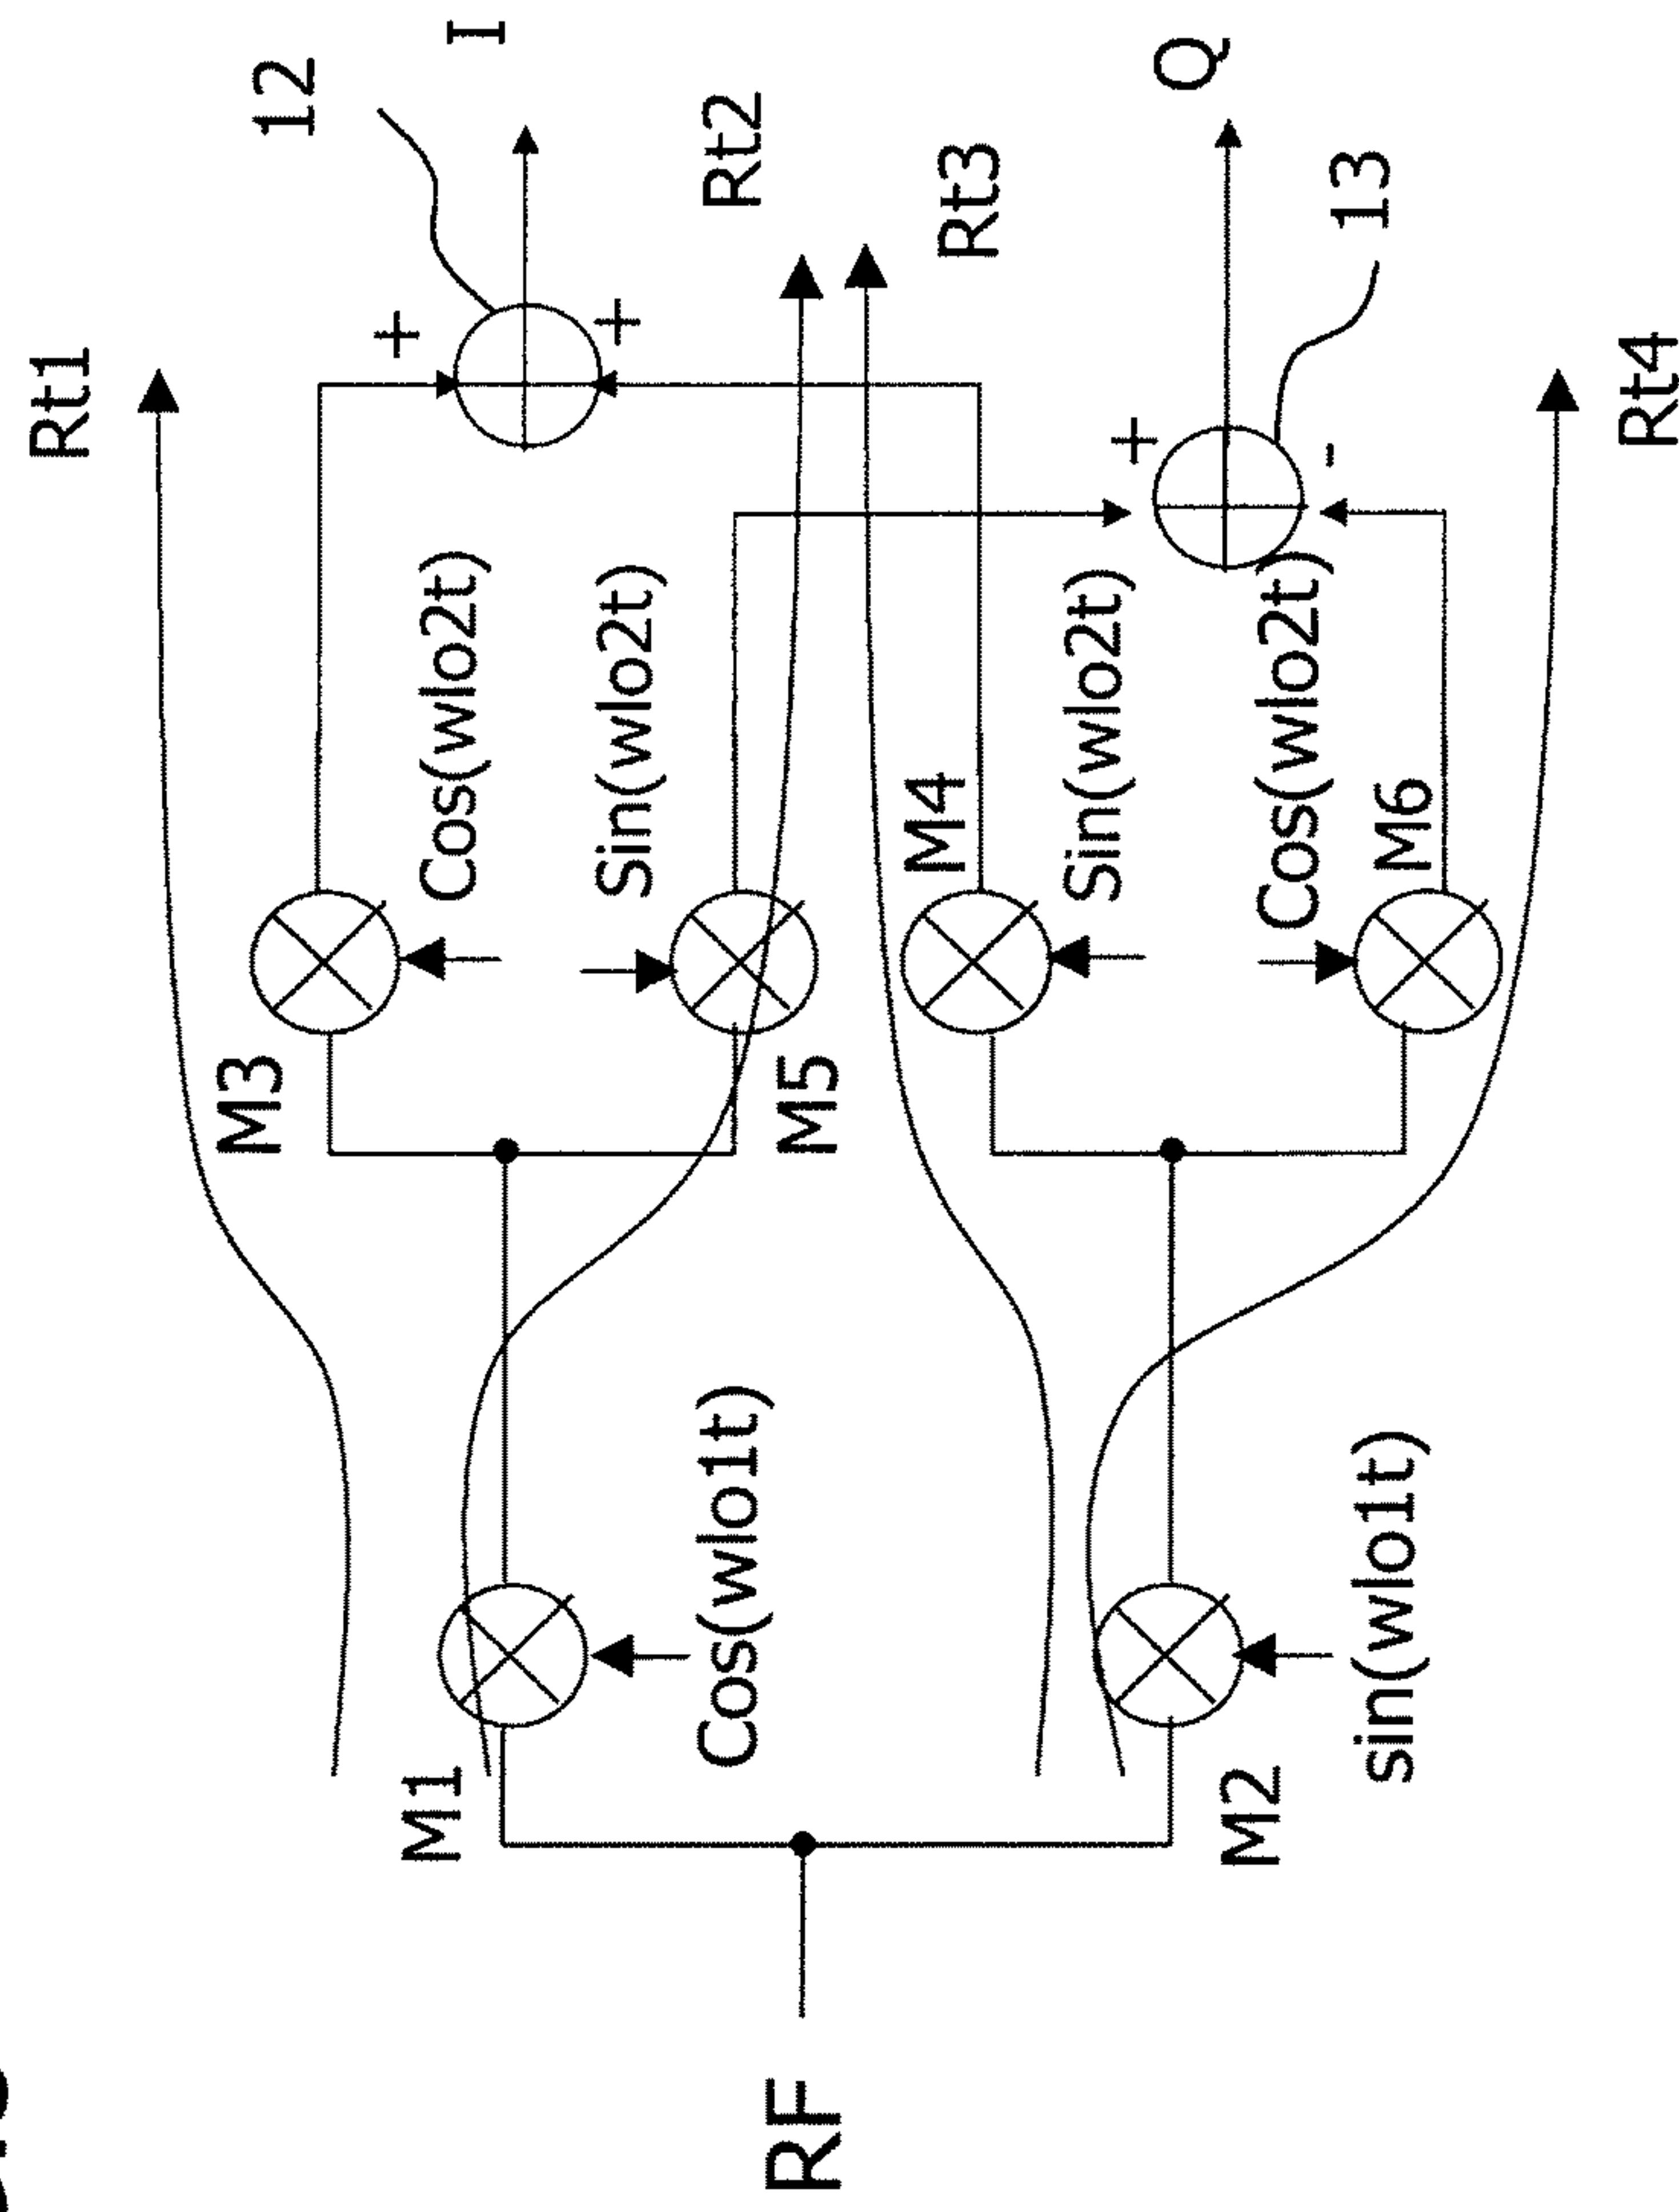 RF
M1
Cos(wlo1t)
M2
sin(wlo1t)
M3
Cos(wlo2t)
Sin(wlo2t)
M5
M4
Sin(wlo2t)
Cos(wlo2t)
M6
Rt1
12
+
+
I
Rt2
Rt3
+
-
Q
13
Rt4